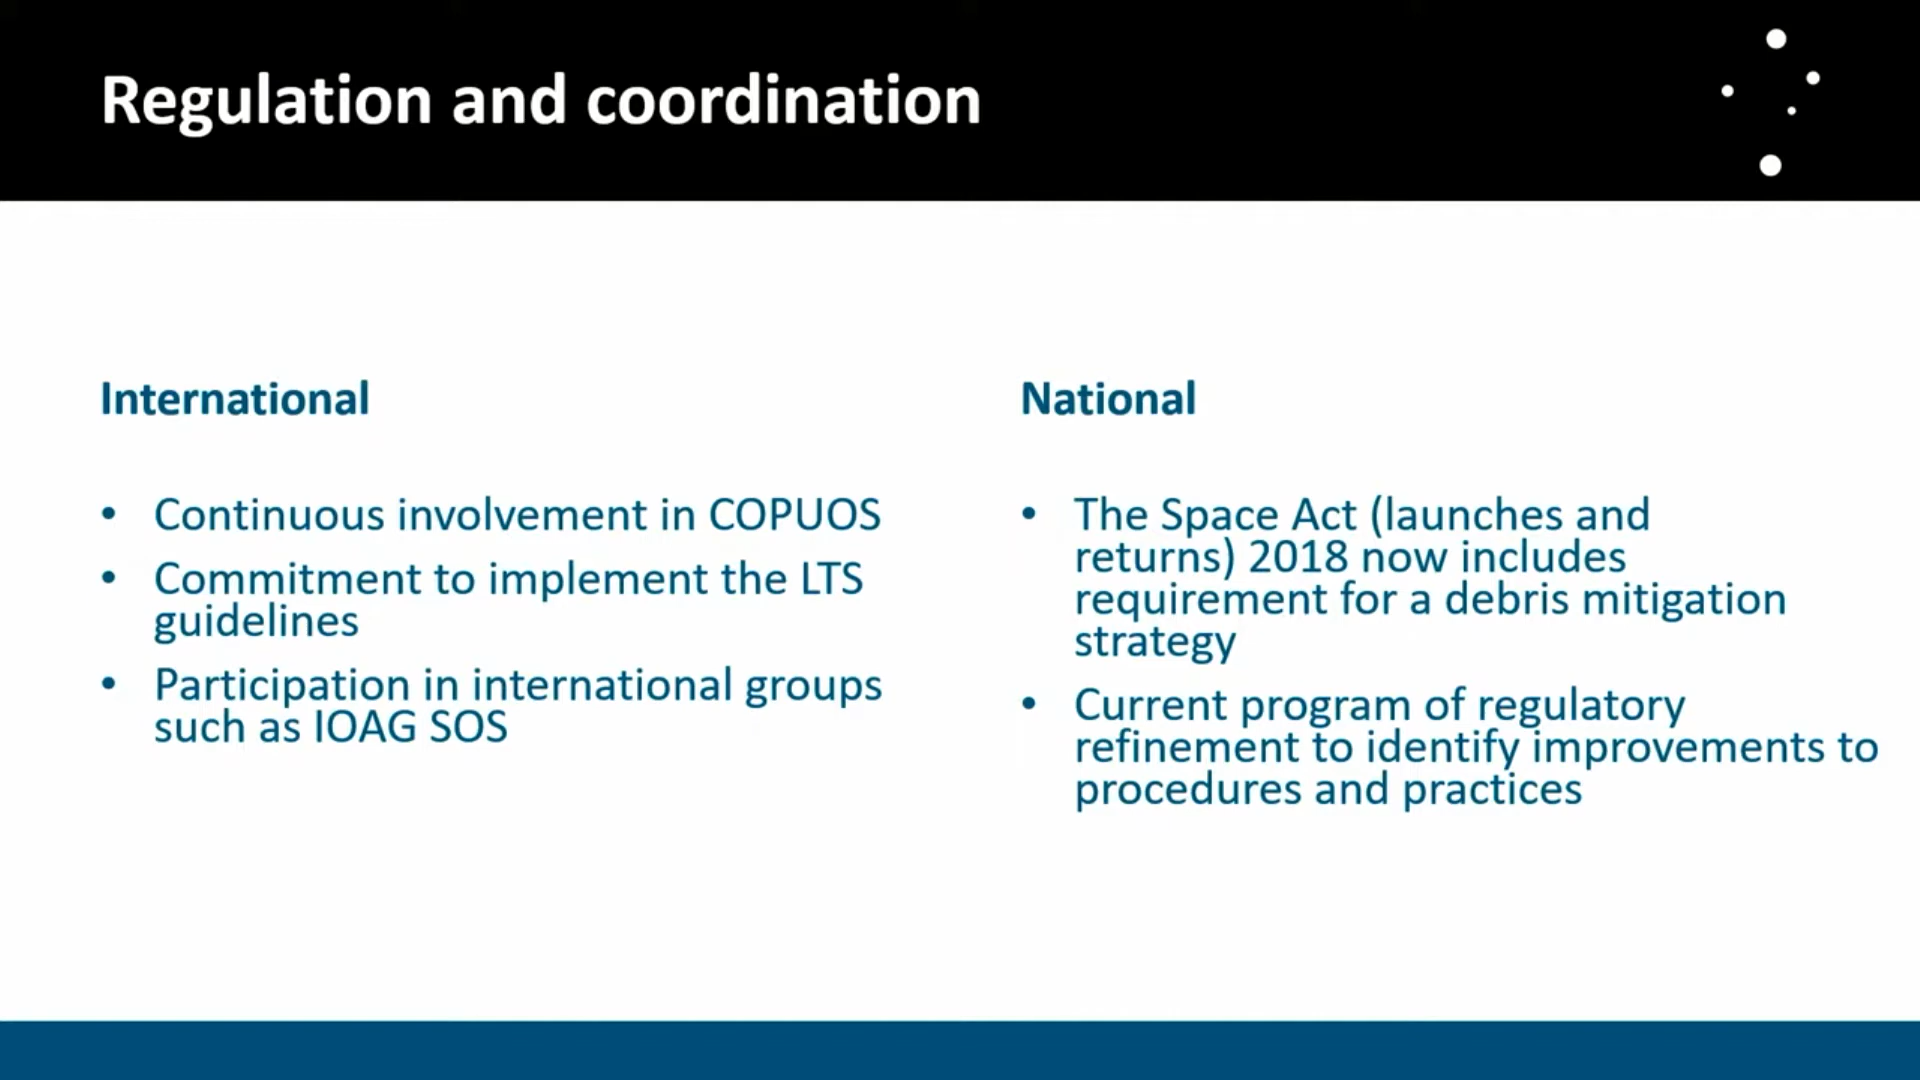 Regulation and coordination
International
• Continuous involvement in COPUOS
• Commitment to implement the LTS
guidelines
• Participation in international groups
such as IOAG SOS
National
• The Space Act (launches and
returns) 2018 now includes
requirement for a debris mitigation
strategy
• Current program of regulatory
refinement to identify improvements to
procedures and practices